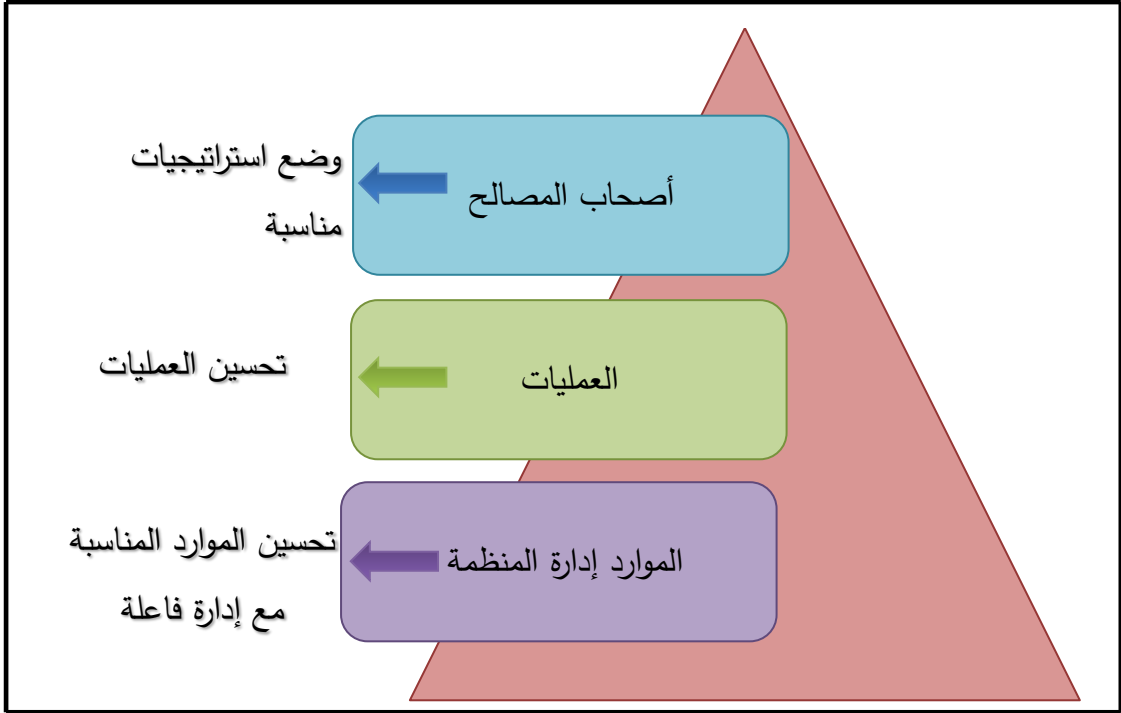 أصحاب المصالح
وضع استراتيجيات
مناسبة
العمليات
تحسين العمليات
الموارد إدارة المنظمة
تحسين الموارد المناسبة
مع إدارة فاعلة